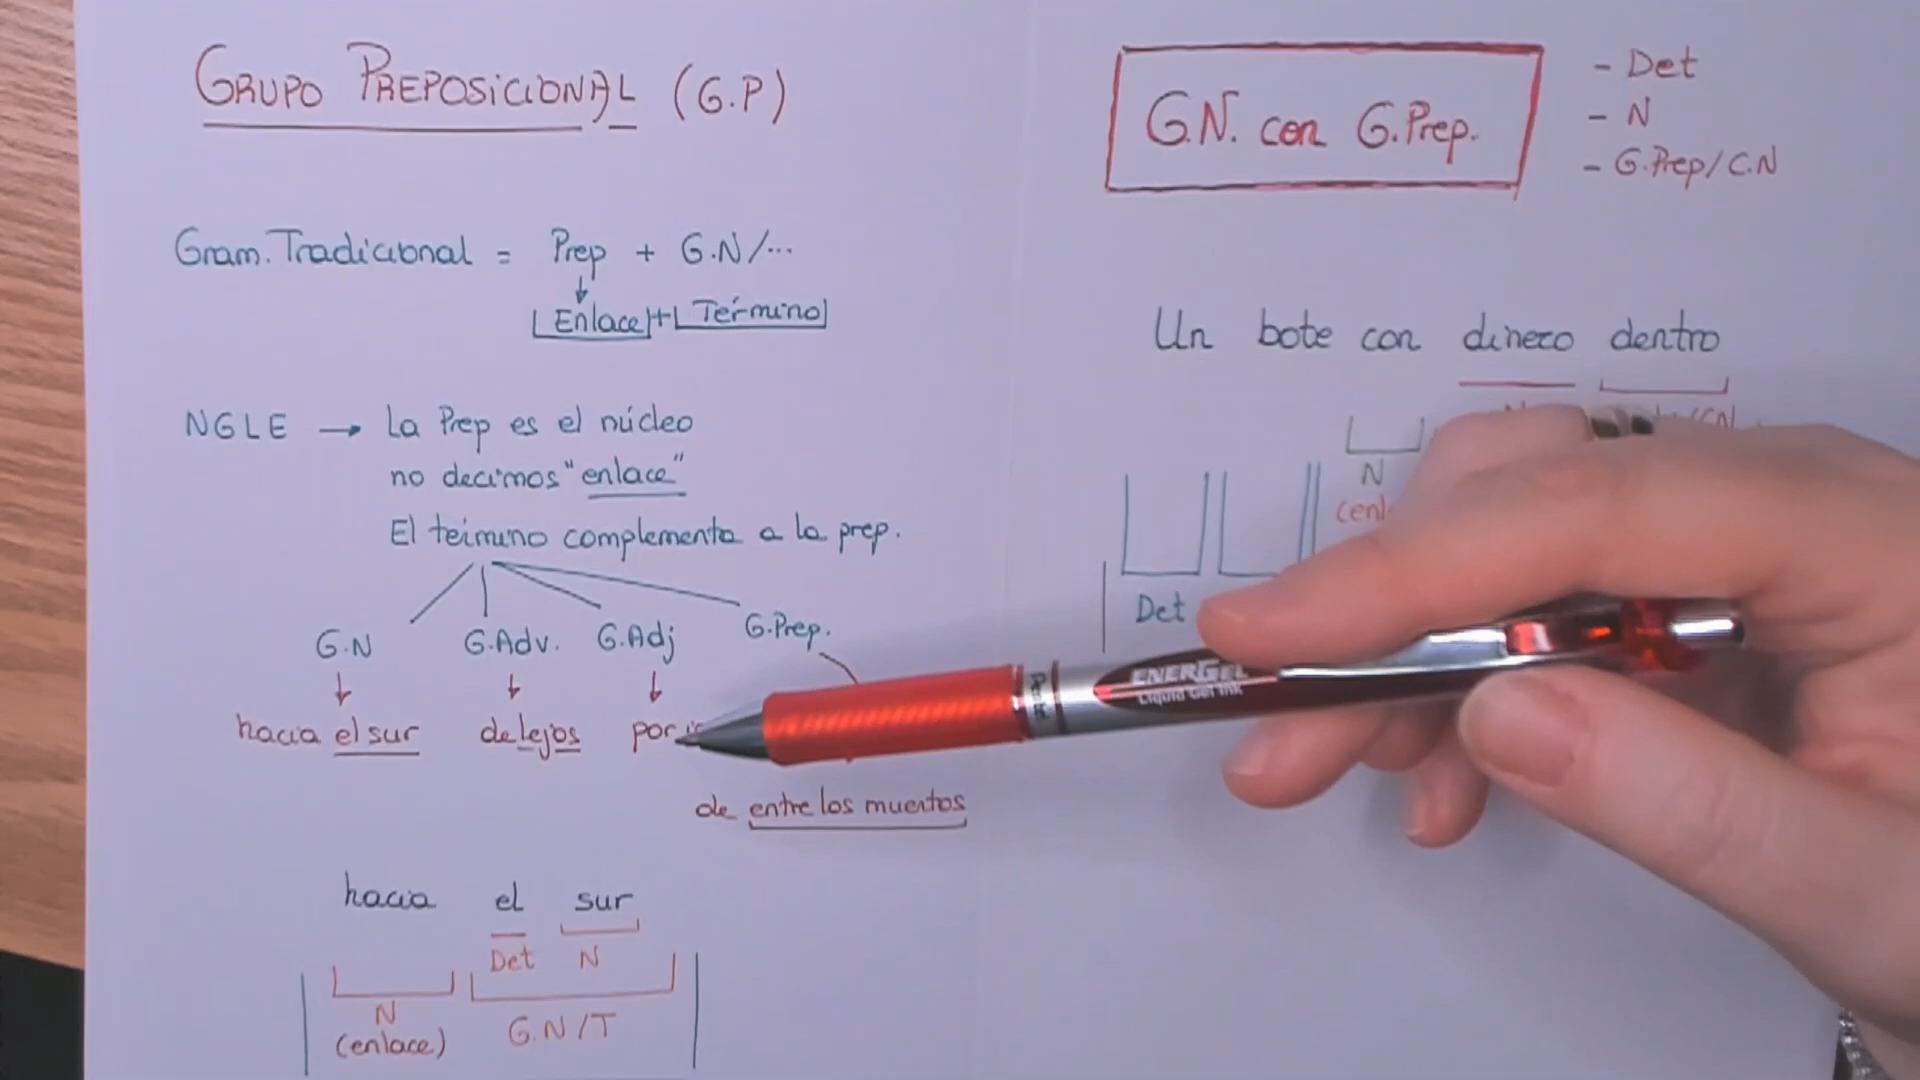 GRUPO PREPOSICIONAL (G.P)
Gram. Tradicional = Prep + G.N/...
Enlace + Término
NGLE → La Prep es el núcleo
no decimos "enlace"
El término complementa a la prep.
G.N G.Adv. G.Adj G.Prep.
hacia el sur de lejos por
de entre los muertos
hacia el sur
Det N
N
(enlace)
G.N/T
G.N. con G.Prep.
- Det
- N
- G.Prep/C.N
Un bote con dinero dentro
N
Det
ENERGEL
Liquid Gel Ink